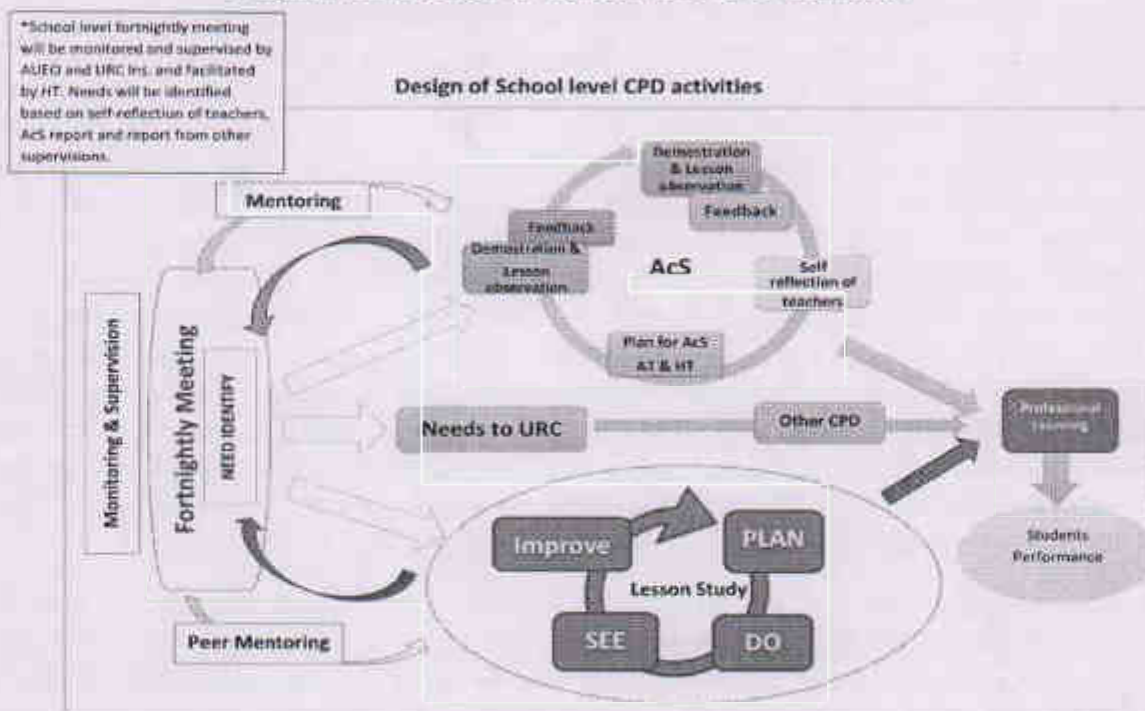 *School level fortnightly meeting
will be monitored and supervised by
AUEO and URC Ins. and facilitated
by HT. Needs will be identified
based on self-reflection of teachers,
AcS report and report from other
supervisions.
Design of School level CPD activities
Mentoring
Demostration
& Lesson
observation
Feedback
Feedback
Demostration &
Lesson
observation
AcS
Self
reflection of
teachers
Plan for AcS
AT & HT
Monitoring & Supervision
Fortnightly Meeting
NEED IDENTIFY
Needs to URC
Other CPD
Professional
Learning
Students
Performance
Improve
PLAN
Lesson Study
SEE
DO
Peer Mentoring